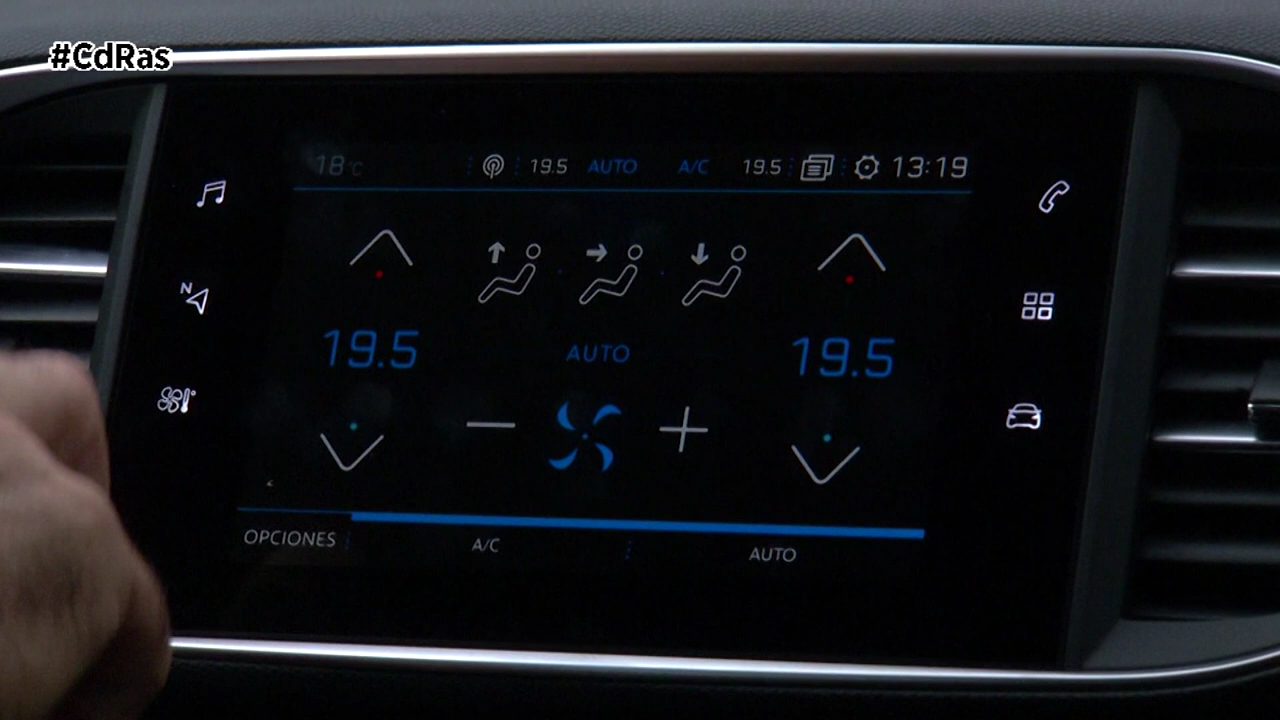 #CdRas
18°C 19.5 AUTO A/C 19.5 13:19
N
19.5 AUTO 19.5
OPCIONES A/C AUTO